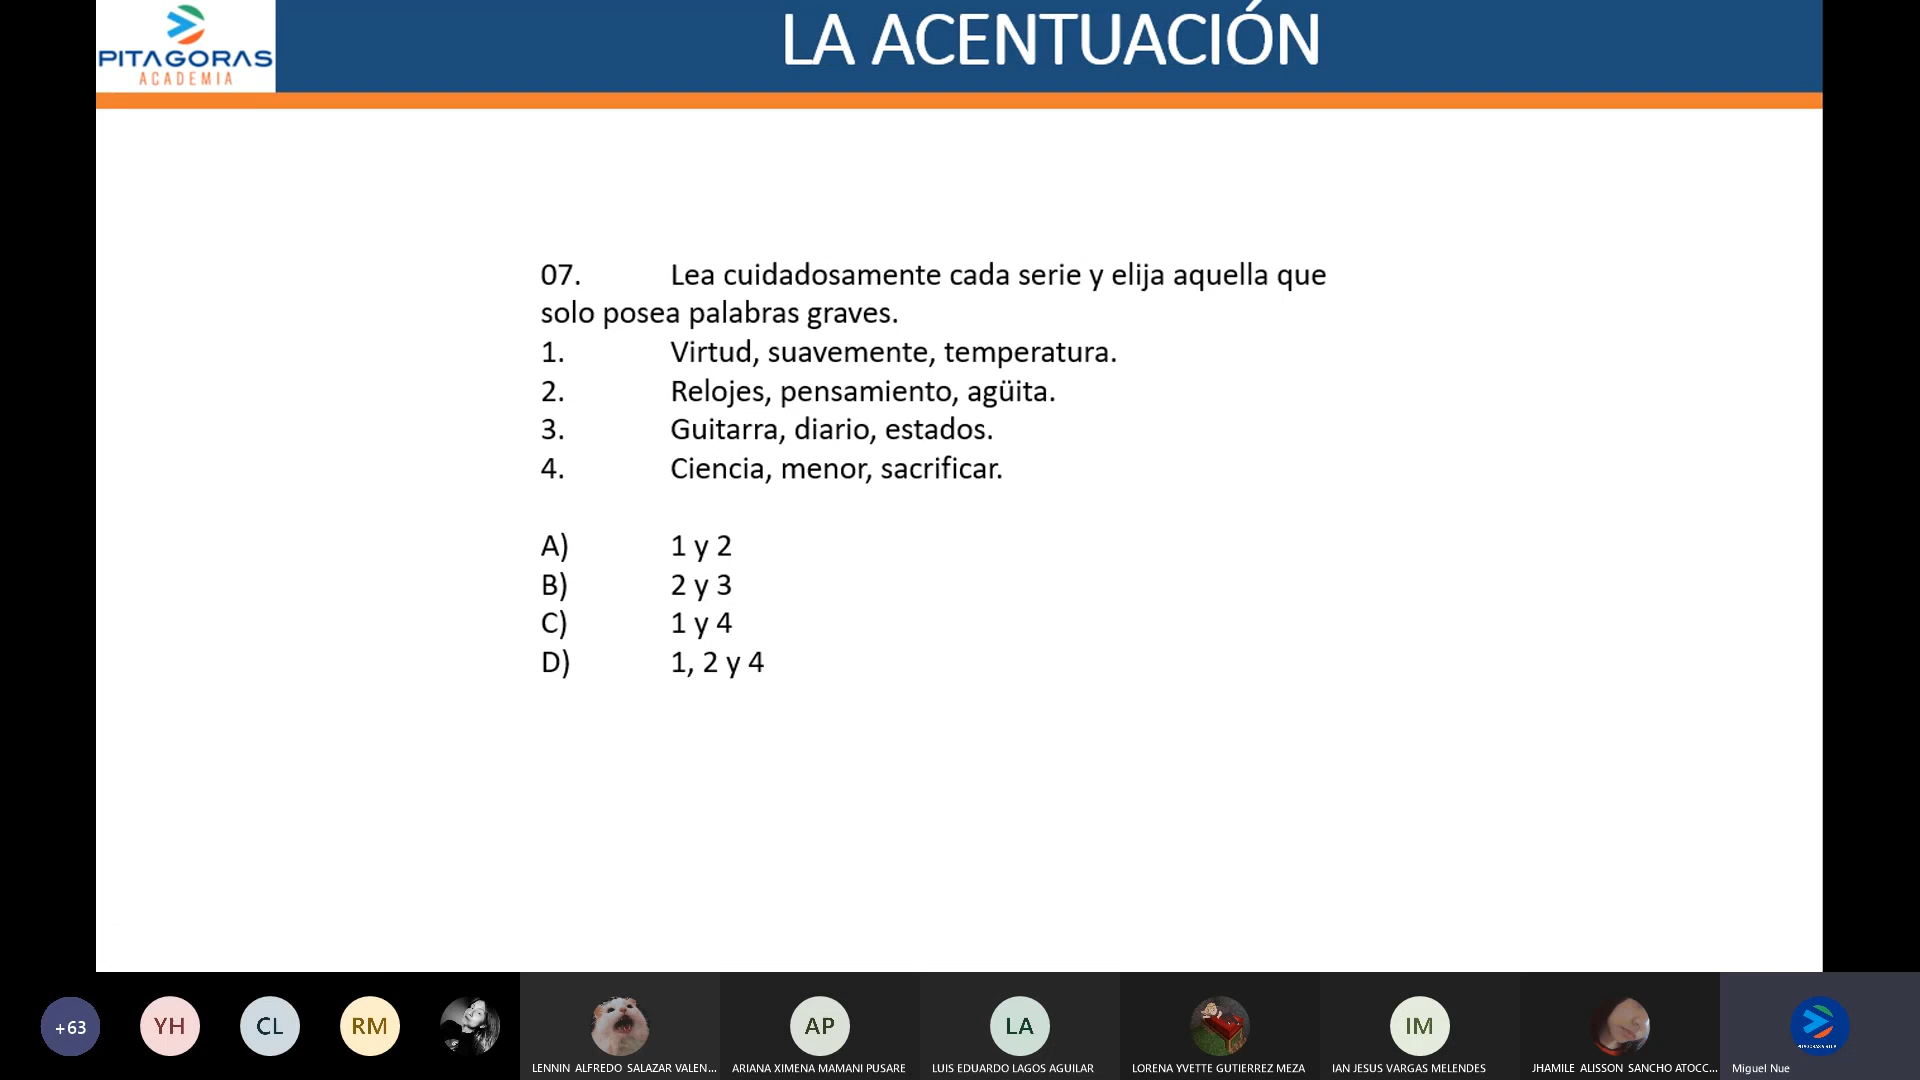 PITAGORAS
ACADEMIA
LA ACENTUACIÓN
07. Lea cuidadosamente cada serie y elija aquella que
solo posea palabras graves.
1. Virtud, suavemente, temperatura.
2. Relojes, pensamiento, agüita.
3. Guitarra, diario, estados.
4. Ciencia, menor, sacrificar.
A) 1 y 2
B) 2 y 3
C) 1 y 4
D) 1, 2 y 4
+63
YH
CL
RM
AP
LA
IM
LENNIN ALFREDO SALAZAR VALEN...
ARIANA XIMENA MAMANI PUSARE
LUIS EDUARDO LAGOS AGUILAR
LORENA YVETTE GUTIERREZ MEZA
IAN JESUS VARGAS MELENDES
JHAMILE ALISSON SANCHO ATOCC...
Miguel Nue